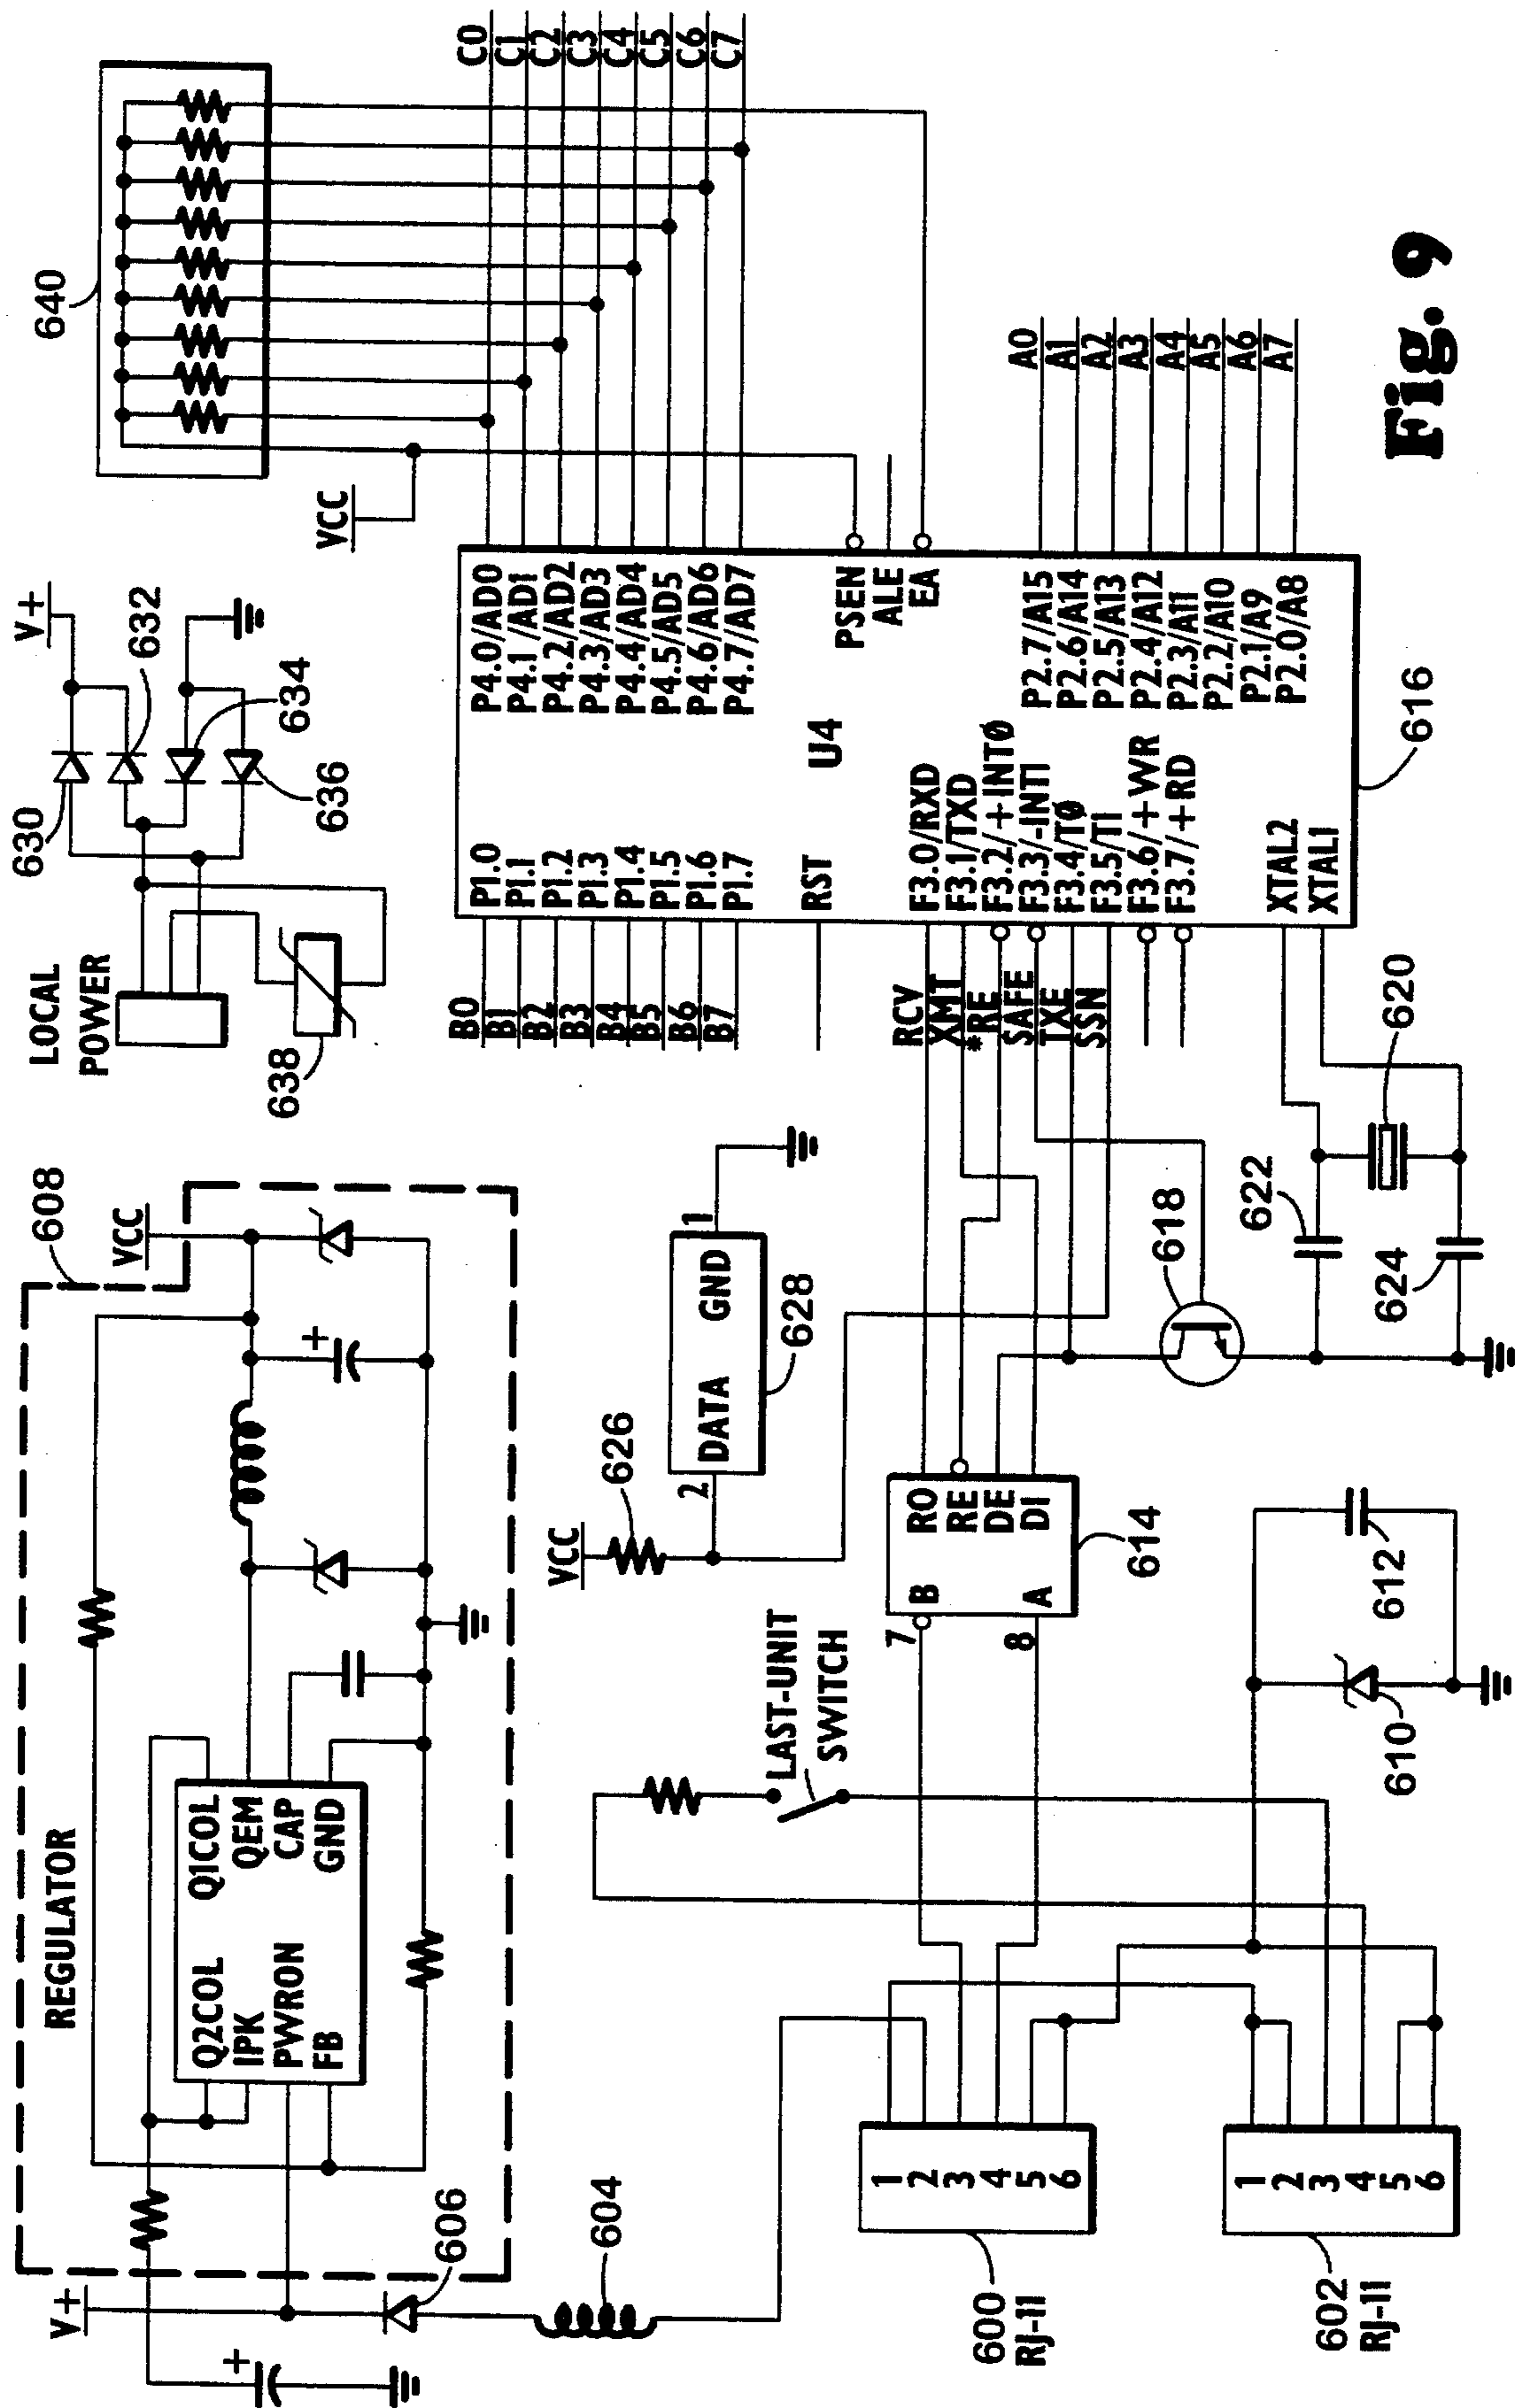 V+
606
604
608
REGULATOR
VCC
Q2COL Q1COL
IPK QEM
PWRON CAP
FB GND
+
+
LOCAL
POWER
638
630
V+
632
634
636
640
VCC
C0
C1
C2
C3
C4
C5
C6
C7
VCC
626
2 DATA GND 1
628
LAST-UNIT
SWITCH
7 B RO
RE
DE
8 A DI
614
600
RJ-11
1
2
3
4
5
6
602
RJ-11
1
2
3
4
5
6
610
612
618
622
624
620
B0 P1.0
B1 P1.1
B2 P1.2
B3 P1.3
B4 P1.4
B5 P1.5
B6 P1.6
B7 P1.7
RST
RCV F3.0/RXD
XMT F3.1/TXD
*RE F3.2/+INTØ
SAFE F3.3/-INT1
TXE F3.4/TØ
SSN F3.5/T1
F3.6/+WR
F3.7/+RD
XTAL2
XTAL1
U4
P4.0/AD0
P4.1/AD1
P4.2/AD2
P4.3/AD3
P4.4/AD4
P4.5/AD5
P4.6/AD6
P4.7/AD7
PSEN
ALE
EA
P2.7/A15 A0
P2.6/A14 A1
P2.5/A13 A2
P2.4/A12 A3
P2.3/A11 A4
P2.2/A10 A5
P2.1/A9 A6
P2.0/A8 A7
616
Fig. 9